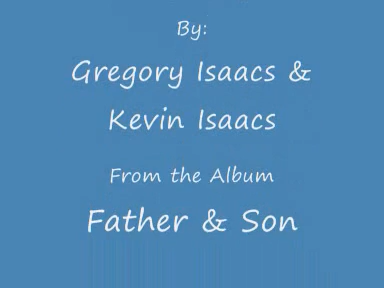 By:
Gregory Isaacs &
Kevin Isaacs
From the Album
Father & Son